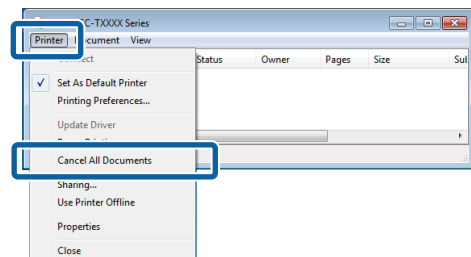 C-TXXXX Series
Printer Document View
Connect
Status Owner Pages Size
Set As Default Printer
Printing Preferences...
Update Driver
Cancel All Documents
Sharing...
Use Printer Offline
Properties
Close